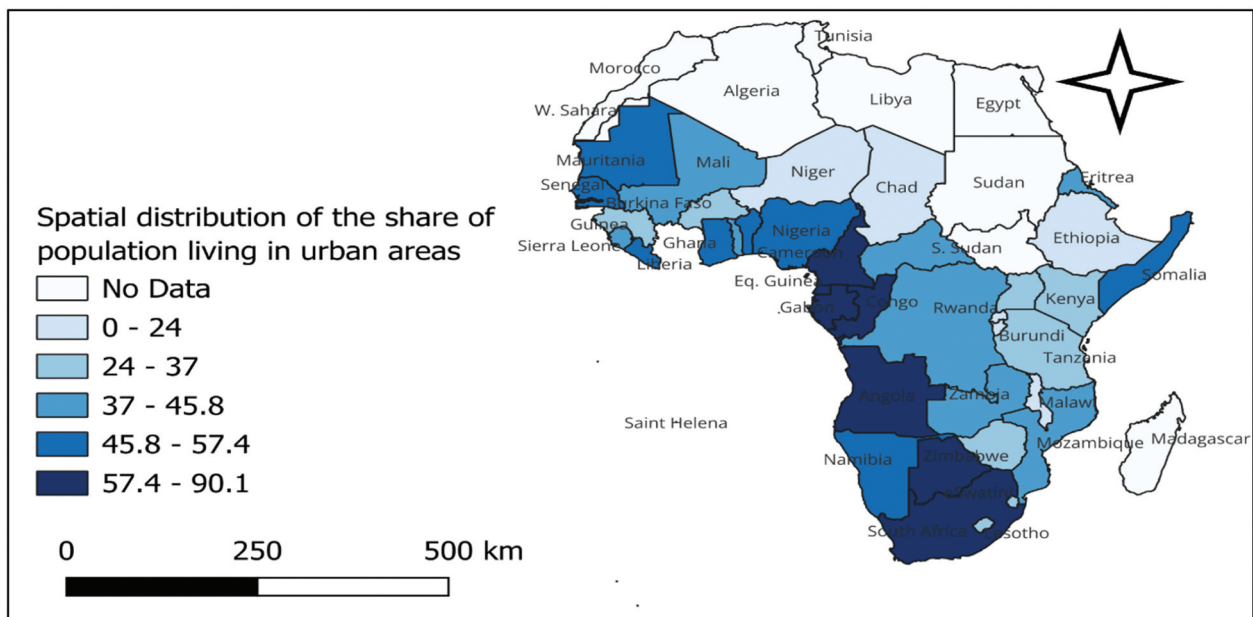 Tunisia
Morocco
Algeria
Libya
Egypt
W. Sahara
Mauritania
Mali
Niger
Chad
Sudan
Eritrea
Senegal
Burkina Faso
Guinea
Nigeria
Ethiopia
Sierra Leone
Ghana
Cameroon
S. Sudan
Liberia
Somalia
Eq. Guinea
Gabon
Congo
Rwanda
Kenya
Burundi
Tanzania
Angola
Zambia
Malawi
Saint Helena
Mozambique
Madagascar
Namibia
Zimbabwe
eSwatini
South Africa
Lesotho
Spatial distribution of the share of
population living in urban areas
No Data
0 - 24
24 - 37
37 - 45.8
45.8 - 57.4
57.4 - 90.1
0 250 500 km